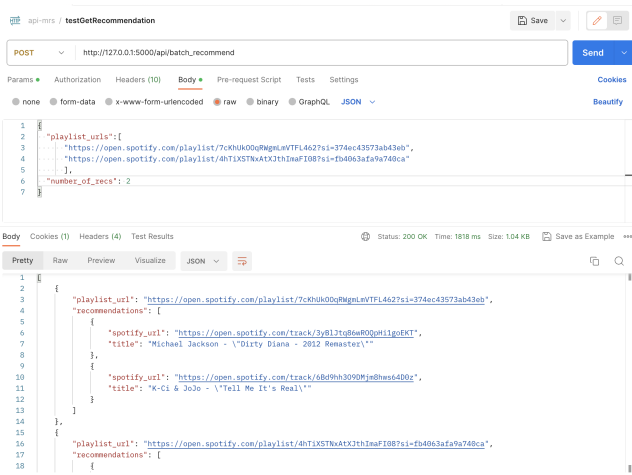 api-mrs / testGetRecommendation
Save
POST http://127.0.0.1:5000/api/batch_recommend Send
Params Authorization Headers (10) Body Pre-request Script Tests Settings Cookies
none form-data x-www-form-urlencoded raw binary GraphQL JSON Beautify
1 {
2 "playlist_urls":[
3 "https://open.spotify.com/playlist/7cKhUkOOqRWgmLmVTFL462?si=374ec43573ab43eb",
4 "https://open.spotify.com/playlist/4hTiXSTNxAtXJthImaFI08?si=fb4063afa9a740ca"
5 ],
6 "number_of_recs": 2
7 }
Body Cookies (1) Headers (4) Test Results Status: 200 OK Time: 1818 ms Size: 1.04 KB Save as Example
Pretty Raw Preview Visualize JSON
1 [
2 {
3 "playlist_url": "https://open.spotify.com/playlist/7cKhUkOOqRWgmLmVTFL462?si=374ec43573ab43eb",
4 "recommendations": [
5 {
6 "spotify_url": "https://open.spotify.com/track/3yBlJtq86wROQpHi1goEKT",
7 "title": "Michael Jackson - \"Dirty Diana - 2012 Remaster\""
8 },
9 {
10 "spotify_url": "https://open.spotify.com/track/6Bd9hh3O9DMjm8hws64D0z",
11 "title": "K-Ci & JoJo - \"Tell Me It's Real\""
12 }
13 ]
14 },
15 {
16 "playlist_url": "https://open.spotify.com/playlist/4hTiXSTNxAtXJthImaFI08?si=fb4063afa9a740ca",
17 "recommendations": [
18 {